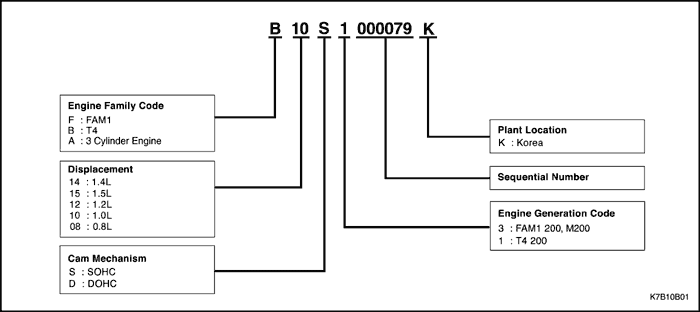 B 10 S 1 000079 K
Engine Family Code
F : FAM1
B : T4
A : 3 Cylinder Engine
Displacement
14 : 1.4L
15 : 1.5L
12 : 1.2L
10 : 1.0L
08 : 0.8L
Cam Mechanism
S : SOHC
D : DOHC
Plant Location
K : Korea
Sequential Number
Engine Generation Code
3 : FAM1 200, M200
1 : T4 200
K7B10B01